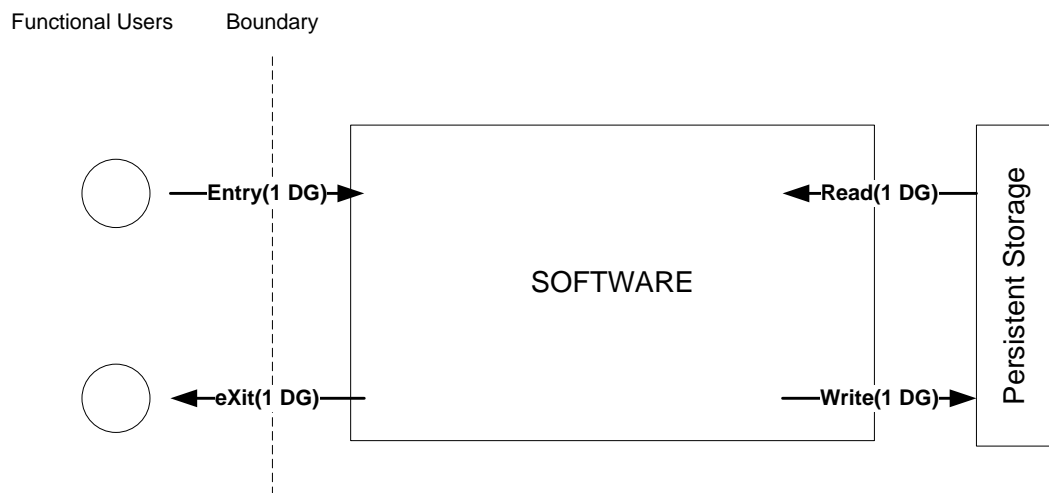 Functional Users
Boundary
Entry(1 DG)
Read(1 DG)
SOFTWARE
Persistent Storage
eXit(1 DG)
Write(1 DG)